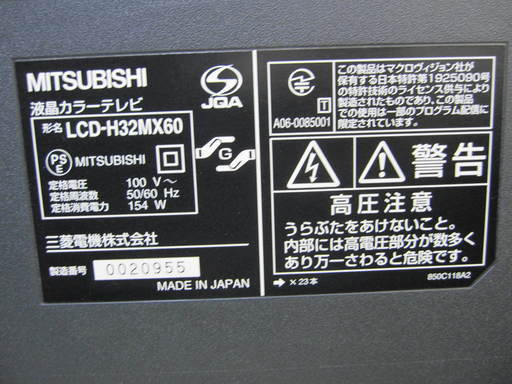 MITSUBISHI
JQA
液晶カラーテレビ
形名 LCD-H32MX60
PS
E MITSUBISHI
G
定格電圧 100 V～
定格周波数 50/60 Hz
定格消費電力 154 W
三菱電機株式会社
製造番号 0020955
MADE IN JAPAN
T
A06-0085001
この製品はマクロヴィジョン社が
保有する日本特許第1925090号
の特許技術のライセンス供与により
製造されたものであり、この製品
での使用は一部のプログラム配信に
限定されています。
警告
高圧注意
うらぶたをあけないこと。
内部には高電圧部分が数多く
あり万一さわると危険です。
➔ × 23本
850C118A2